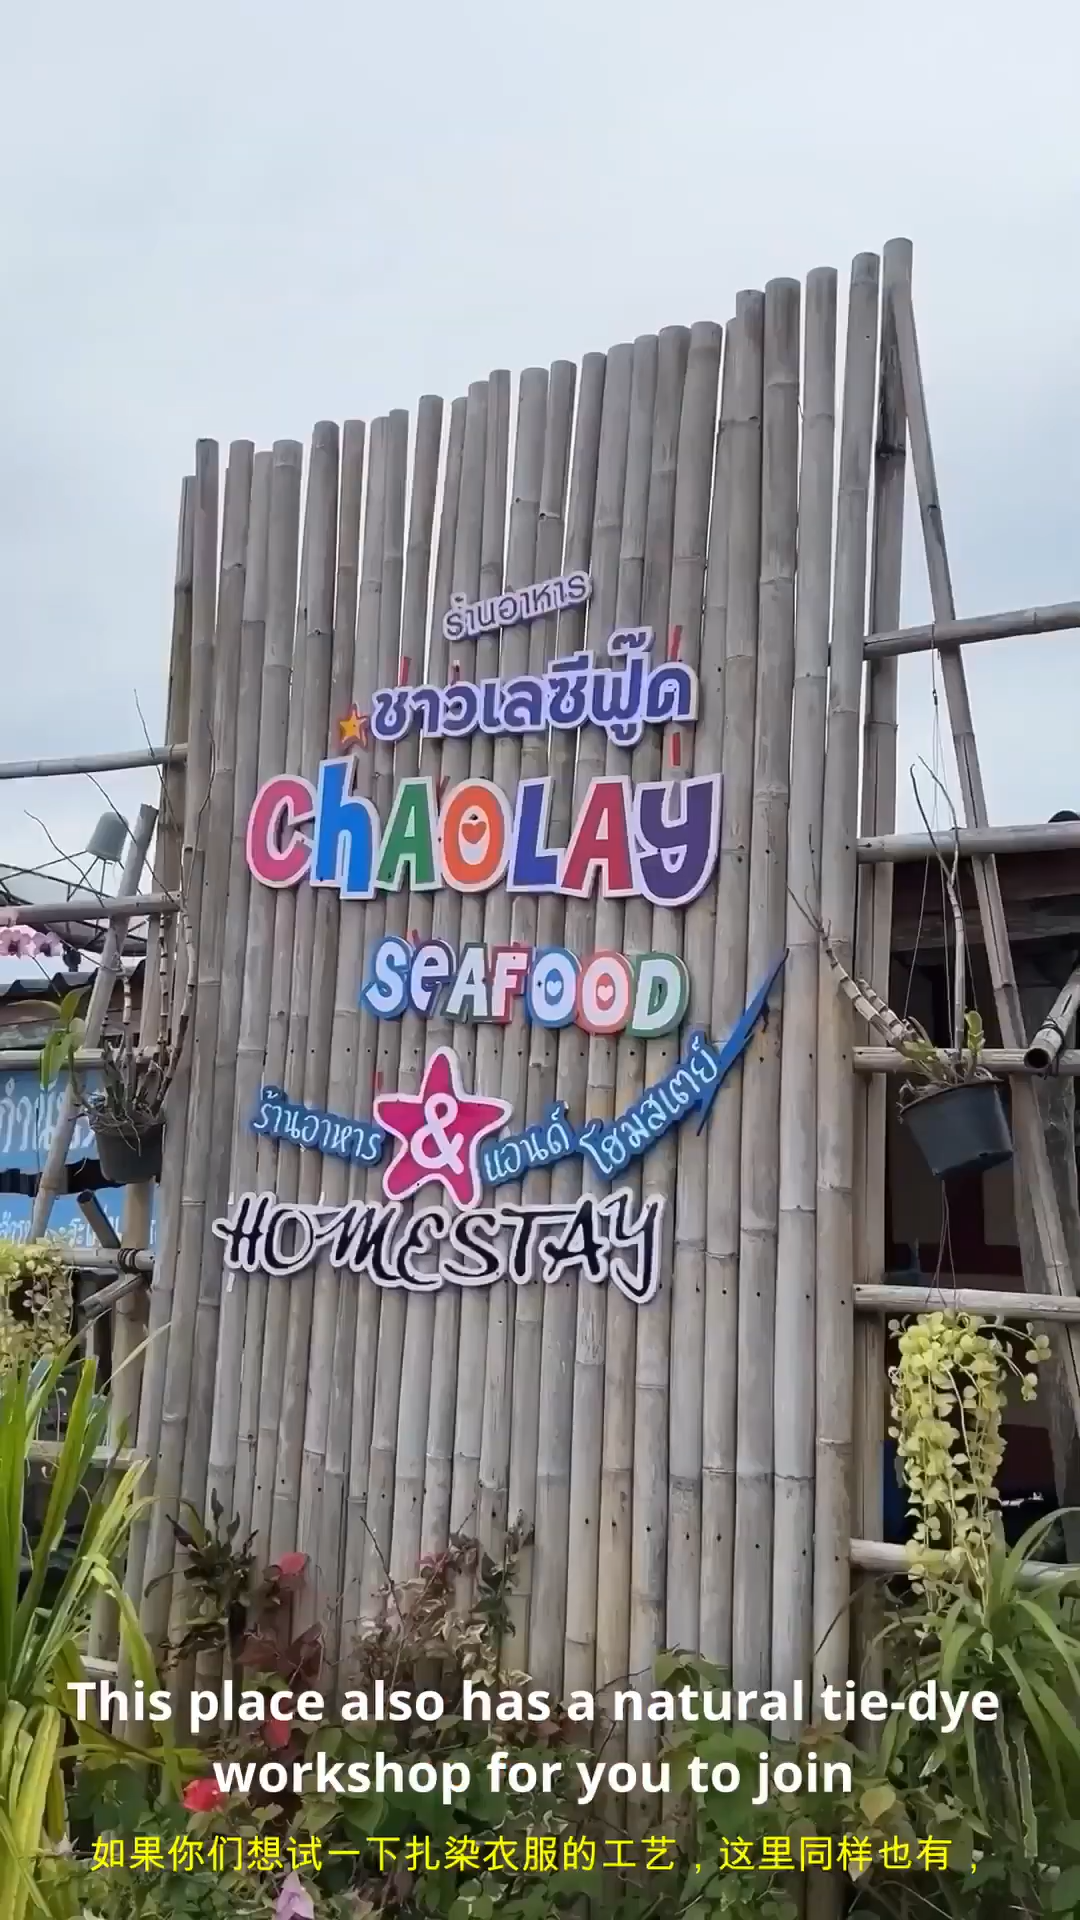 ร้านอาหาร
ชาวเลซีฟู๊ด
ChAOLAY
SeAFOOD
ร้านอาหาร & แอนด์ โฮมสเตย์
HOMESTAY
This place also has a natural tie-dye
workshop for you to join
如果你们想试一下扎染衣服的工艺，这里同样也有，